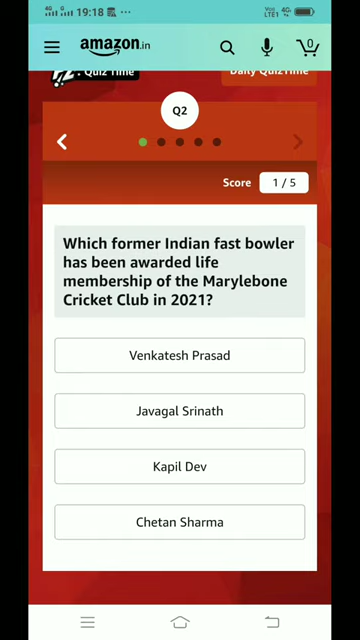 19:18
amazon.in
0
Quiz Time
Daily QuizTime
Q2
Score 1 / 5
Which former Indian fast bowler
has been awarded life
membership of the Marylebone
Cricket Club in 2021?
Venkatesh Prasad
Javagal Srinath
Kapil Dev
Chetan Sharma